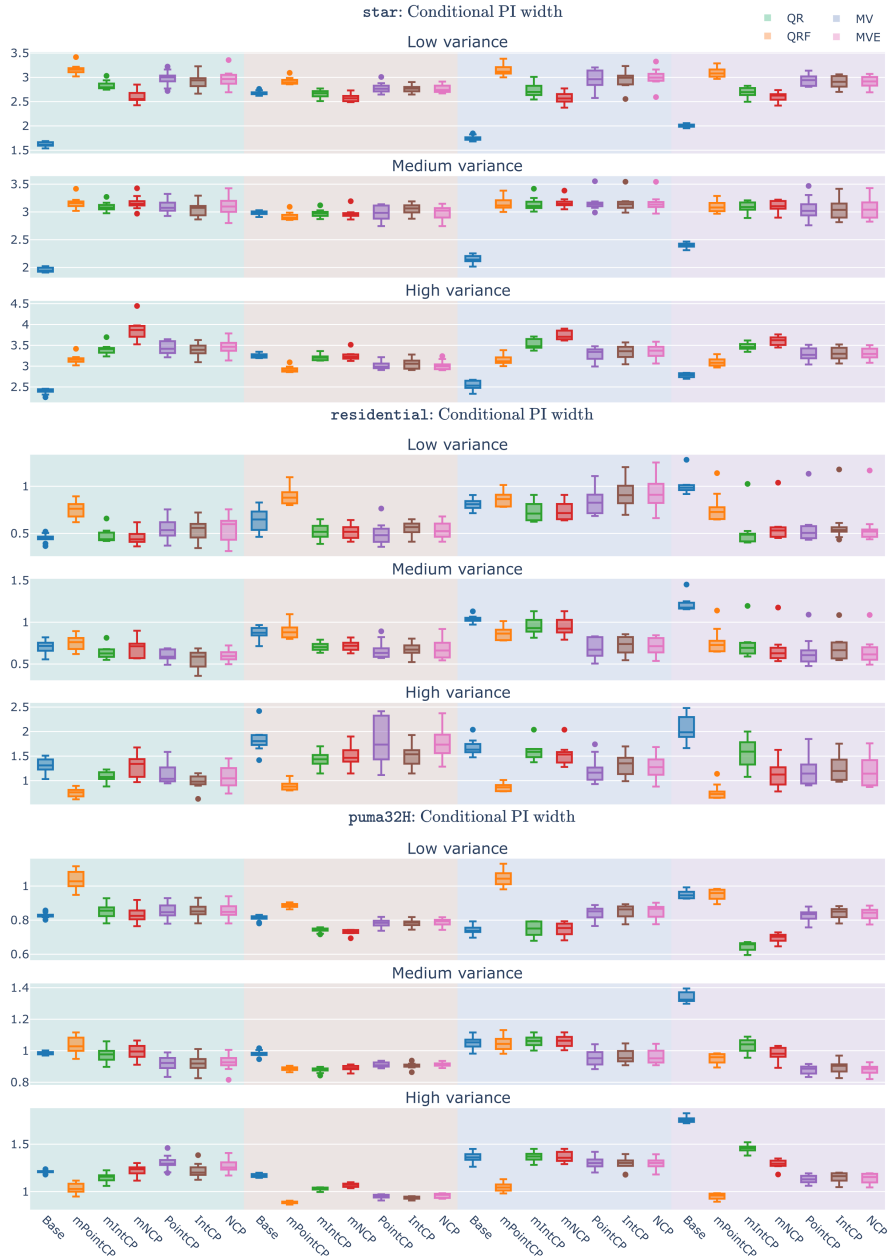 star: Conditional PI width
QR
MV
QRF
MVE
Low variance
3.5
3
2.5
2
1.5
Medium variance
3.5
3
2.5
2
High variance
4.5
4
3.5
3
2.5
residential: Conditional PI width
Low variance
1
0.5
Medium variance
1.5
1
0.5
High variance
2.5
2
1.5
1
puma32H: Conditional PI width
Low variance
1
0.8
0.6
Medium variance
1.4
1.2
1
0.8
High variance
1.5
1
Base mPointCP mIntCP mNCP PointCP IntCP NCP Base mPointCP mIntCP mNCP PointCP IntCP NCP Base mPointCP mIntCP mNCP PointCP IntCP NCP Base mPointCP mIntCP mNCP PointCP IntCP NCP